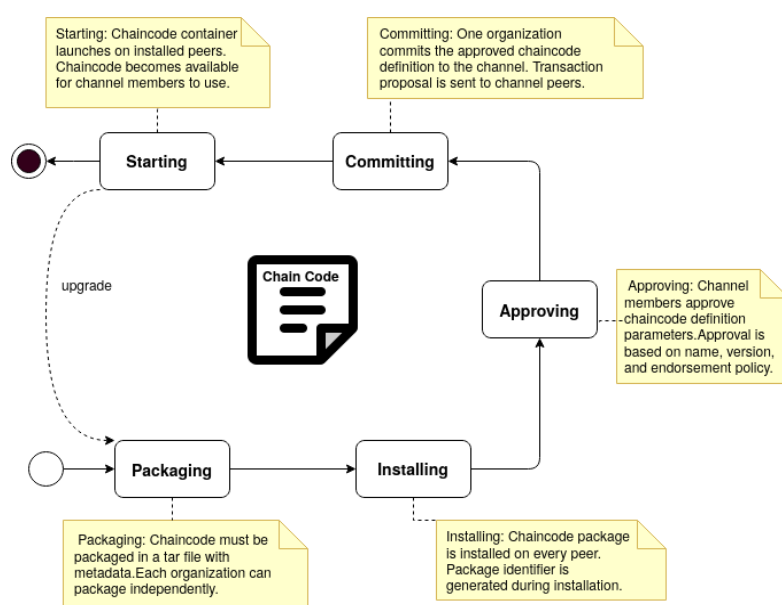 Starting: Chaincode container
launches on installed peers.
Chaincode becomes available
for channel members to use.
Committing: One organization
commits the approved chaincode
definition to the channel. Transaction
proposal is sent to channel peers.
Starting
Committing
upgrade
Chain Code
Approving
Approving: Channel
members approve
chaincode definition
parameters.Approval is
based on name, version,
and endorsement policy.
Packaging
Installing
Packaging: Chaincode must be
packaged in a tar file with
metadata.Each organization can
package independently.
Installing: Chaincode package
is installed on every peer.
Package identifier is
generated during installation.